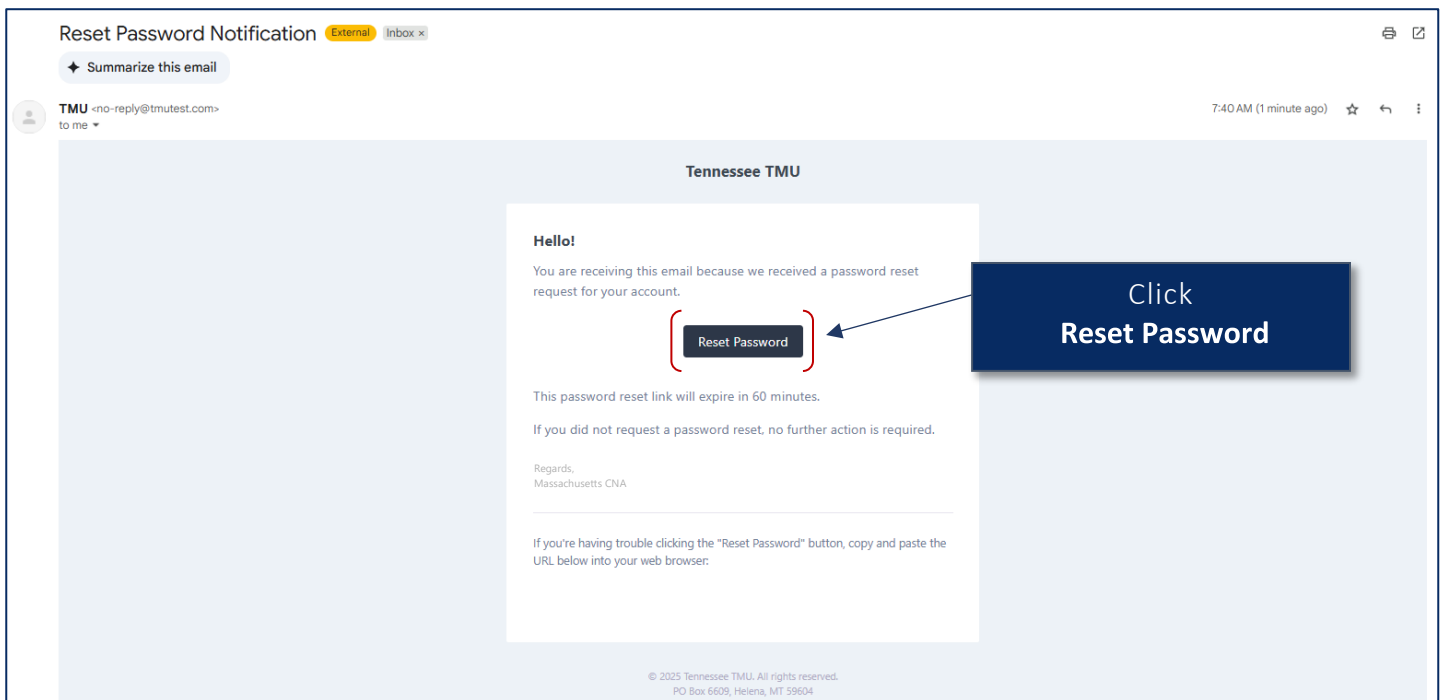 Reset Password Notification External Inbox ×
Summarize this email
TMU <no-reply@tmutest.com> 7:40 AM (1 minute ago)
to me
Tennessee TMU
Hello!
You are receiving this email because we received a password reset
request for your account.
Click
Reset Password
Reset Password
This password reset link will expire in 60 minutes.
If you did not request a password reset, no further action is required.
Regards,
Massachusetts CNA
If you're having trouble clicking the "Reset Password" button, copy and paste the
URL below into your web browser:
© 2025 Tennessee TMU. All rights reserved.
PO Box 6609, Helena, MT 59604